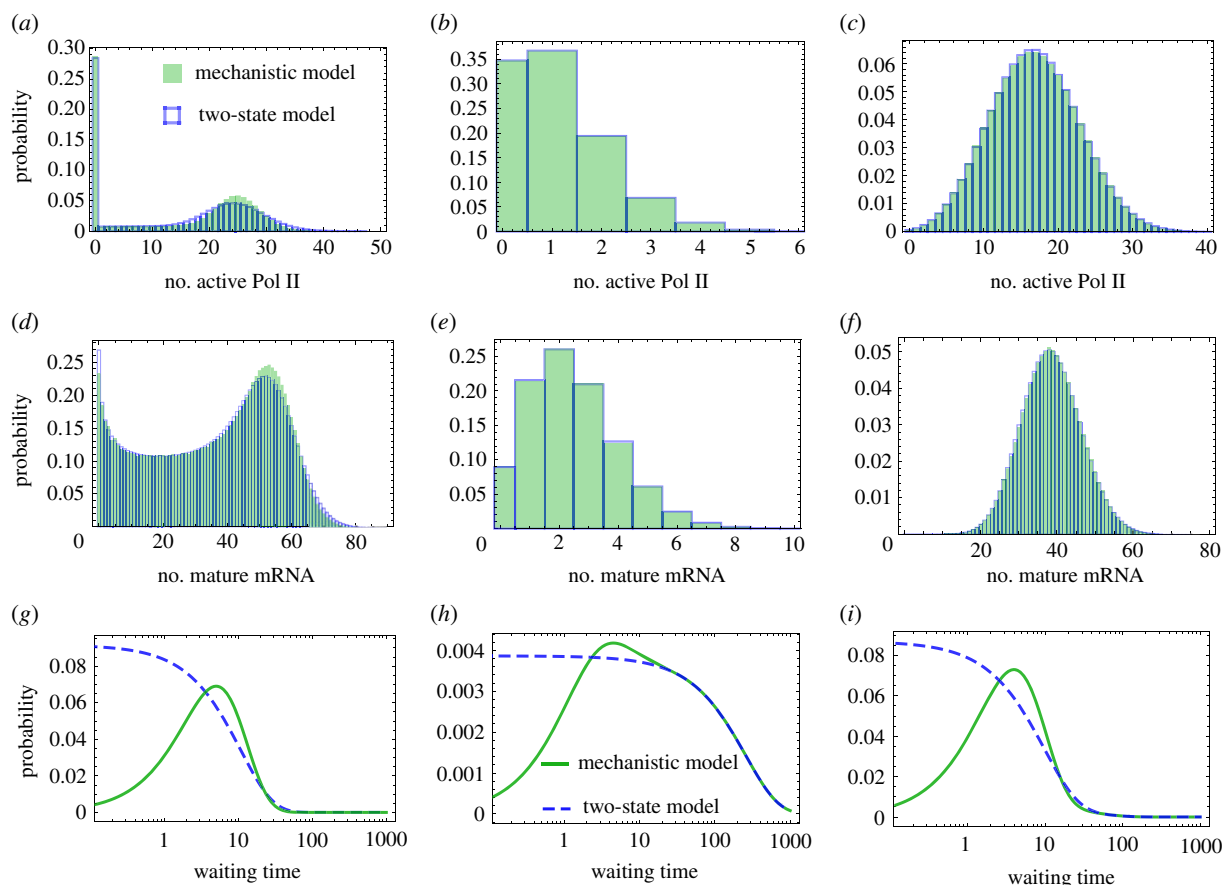 (a)
0.30
0.25
0.20
0.15
0.10
0.05
0
probability
0 10 20 30 40 50
no. active Pol II
mechanistic model
two-state model
(b)
0.35
0.30
0.25
0.20
0.15
0.10
0.05
0
0 1 2 3 4 5 6
no. active Pol II
(c)
0.06
0.05
0.04
0.03
0.02
0.01
0
0 10 20 30 40
no. active Pol II
(d)
0.25
0.20
0.15
0.10
0.05
probability
0 20 40 60 80
no. mature mRNA
(e)
0.25
0.20
0.15
0.10
0.05
0 2 4 6 8 10
no. mature mRNA
(f)
0.05
0.04
0.03
0.02
0.01
0 20 40 60 80
no. mature mRNA
(g)
0.08
0.06
0.04
0.02
0
probability
1 10 100 1000
waiting time
(h)
0.004
0.003
0.002
0.001
0
mechanistic model
two-state model
1 10 100 1000
waiting time
(i)
0.08
0.06
0.04
0.02
0
1 10 100 1000
waiting time